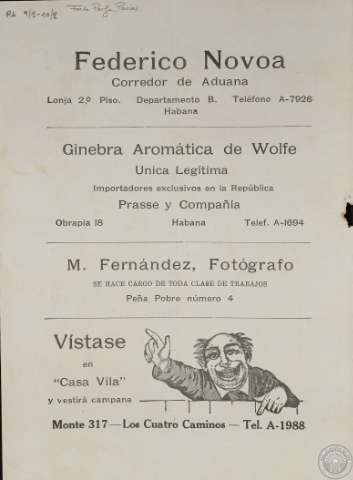 Federico Novoa
Corredor de Aduana
Lonja 2.º Piso. Departamento B. Teléfono A-7926
Habana
Ginebra Aromática de Wolfe
Unica Legítima
Importadores exclusivos en la República
Prasse y Compañía
Obrapia 18 Habana Telef. A-1694
M. Fernández, Fotógrafo
SE HACE CARGO DE TODA CLASE DE TRABAJOS
Peña Pobre número 4
Vístase
en
"Casa Vila"
y vestirá campana
Monte 317—Los Cuatro Caminos—Tel. A-1988